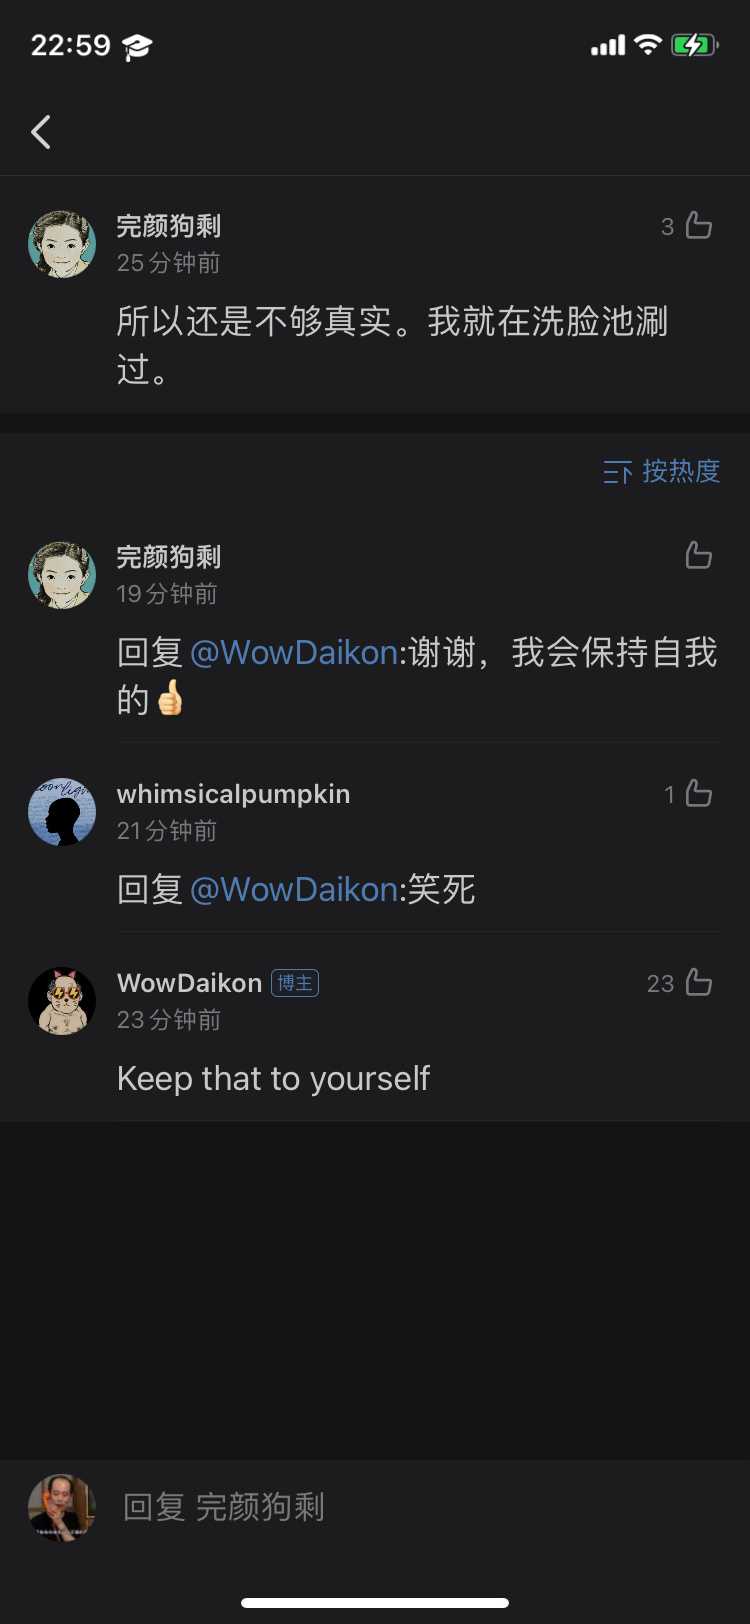 22:59
完颜狗剩
3
25分钟前
所以还是不够真实。我就在洗脸池涮
过。
按热度
完颜狗剩
19分钟前
回复 @WowDaikon:谢谢，我会保持自我
的👍
whimsicalpumpkin
1
21分钟前
回复 @WowDaikon:笑死
WowDaikon 博主
23
23分钟前
Keep that to yourself
回复 完颜狗剩